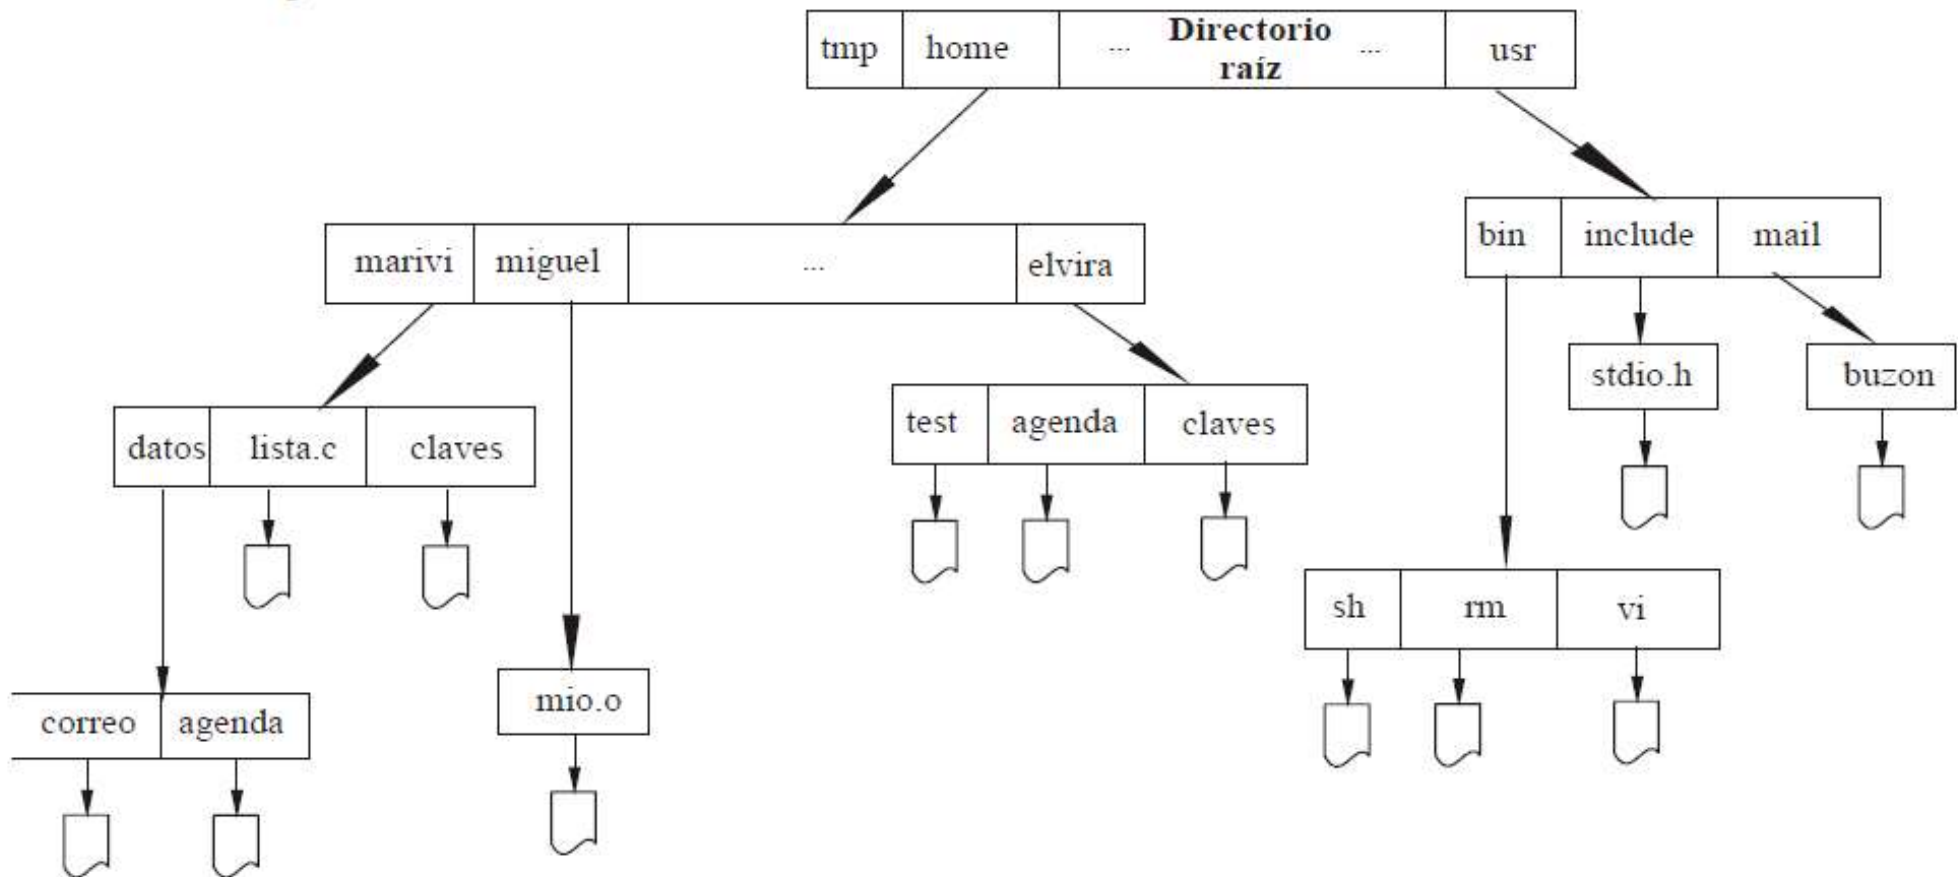 tmp home ... Directorio raíz ... usr
marivi miguel ... elvira
bin include mail
stdio.h buzon
test agenda claves
datos lista.c claves
sh rm vi
mio.o
correo agenda